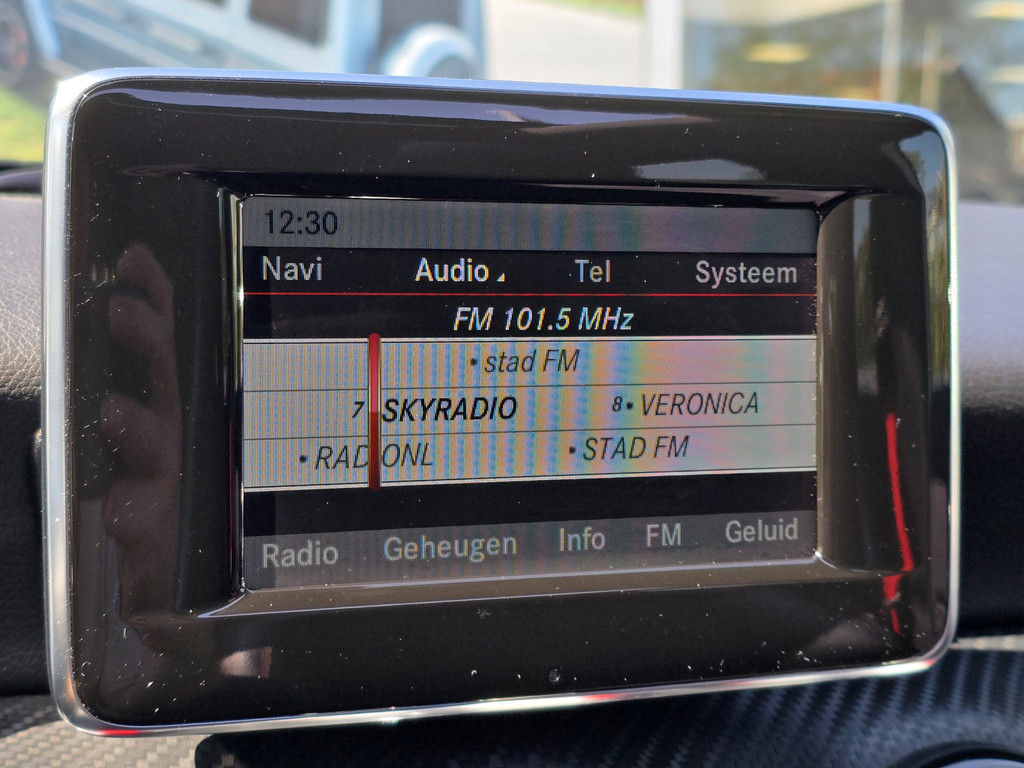 12:30
Navi Audio Tel Systeem
FM 101.5 MHz
• stad FM
7 SKYRADIO 8• VERONICA
• RADIONL • STAD FM
Radio Geheugen Info FM Geluid